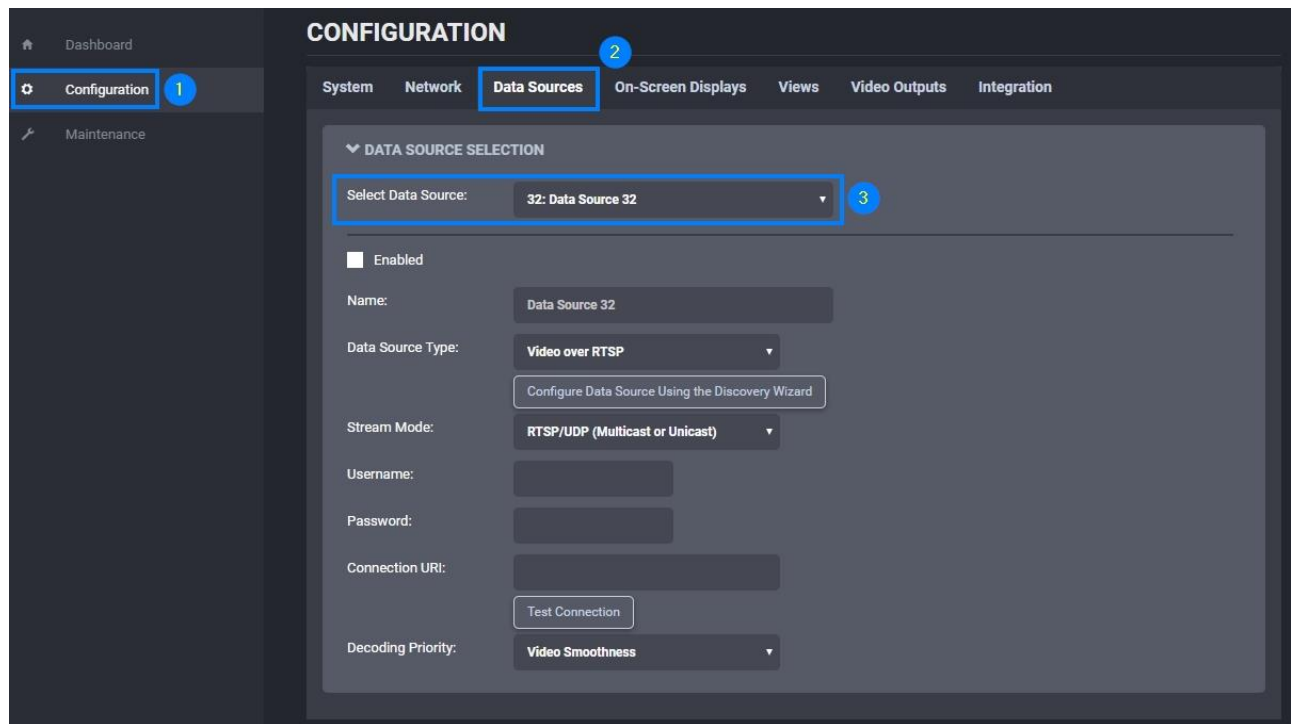 CONFIGURATION
Dashboard
2
Configuration 1
System Network Data Sources On-Screen Displays Views Video Outputs Integration
Maintenance
DATA SOURCE SELECTION
Select Data Source: 32: Data Source 32 3
Enabled
Name: Data Source 32
Data Source Type: Video over RTSP
Configure Data Source Using the Discovery Wizard
Stream Mode: RTSP/UDP (Multicast or Unicast)
Username:
Password:
Connection URI:
Test Connection
Decoding Priority: Video Smoothness